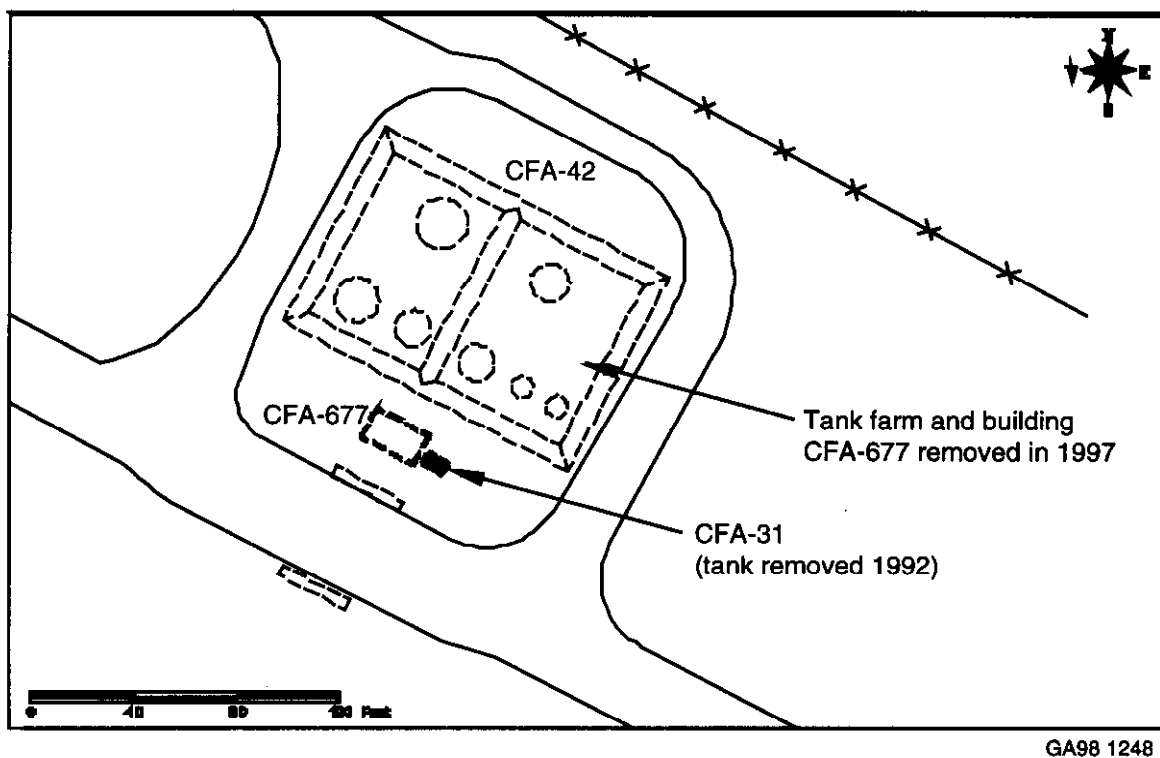 E
CFA-42
CFA-677
Tank farm and building
CFA-677 removed in 1997
CFA-31
(tank removed 1992)
0 40 80 Feet
GA98 1248